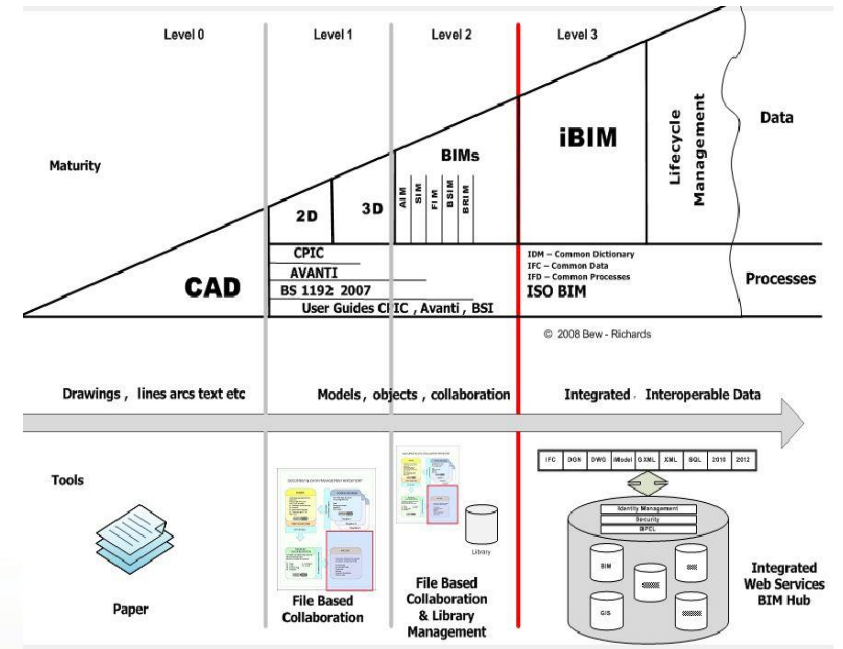 Level 0
Level 1
Level 2
Level 3
Maturity
Data
Lifecycle
Management
iBIM
BIMs
2D
3D
AIM
SIM
FIM
BSIM
BRIM
CAD
CPIC
AVANTI
BS 1192: 2007
User Guides CPIC , Avanti , BSI
IDM – Common Dictionary
IFC – Common Data
IFD – Common Processes
ISO BIM
Processes
© 2008 Bew - Richards
Drawings , lines arcs text etc
Models , objects , collaboration
Integrated . Interoperable Data
Tools
IFC DGN DWG iModel GXML XML SQL 2010 2012
Identity Management
Security
BIM
GIS
Library
Paper
File Based
Collaboration
File Based
Collaboration
& Library
Management
Integrated
Web Services
BIM Hub